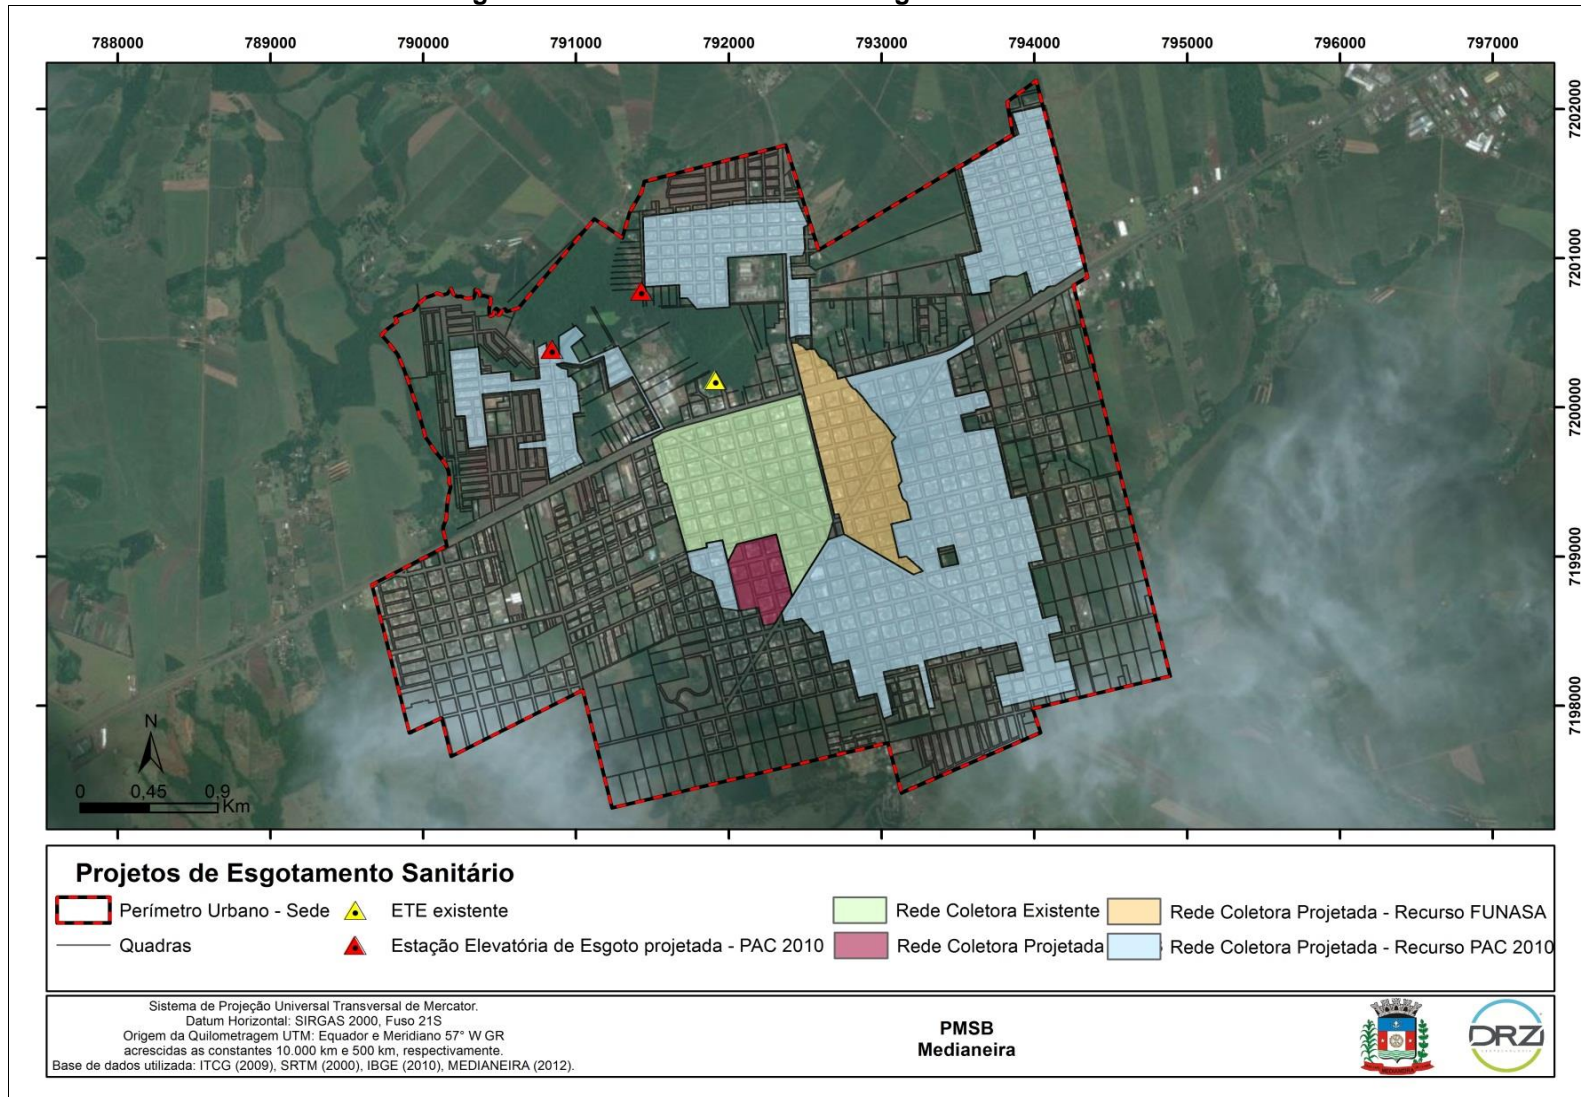 788000 789000 790000 791000 792000 793000 794000 795000 796000 797000
7202000
7201000
7200000
7199000
7198000
N
0 0,45 0,9
Km
Projetos de Esgotamento Sanitário
Perímetro Urbano - Sede
ETE existente
Rede Coletora Existente
Rede Coletora Projetada - Recurso FUNASA
Quadras
Estação Elevatória de Esgoto projetada - PAC 2010
Rede Coletora Projetada
Rede Coletora Projetada - Recurso PAC 2010
Sistema de Projeção Universal Transversal de Mercator.
Datum Horizontal: SIRGAS 2000, Fuso 21S
Origem da Quilometragem UTM: Equador e Meridiano 57° W GR
acrescidas as constantes 10.000 km e 500 km, respectivamente.
Base de dados utilizada: ITCG (2009), SRTM (2000), IBGE (2010), MEDIANEIRA (2012).
PMSB
Medianeira
MEDIANEIRA
DRZ